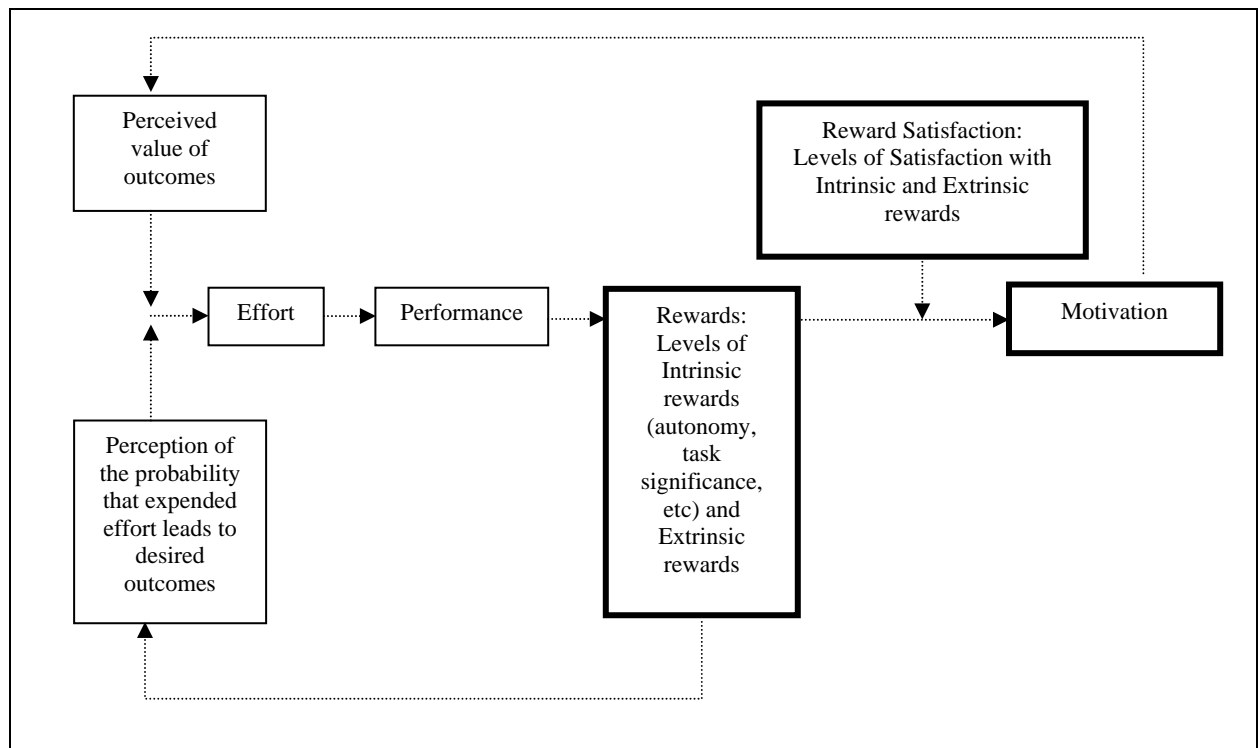 Perceived
value of
outcomes
Reward Satisfaction:
Levels of Satisfaction with
Intrinsic and Extrinsic
rewards
Effort
Performance
Rewards:
Levels of
Intrinsic
rewards
(autonomy,
task
significance,
etc) and
Extrinsic
rewards
Motivation
Perception of
the probability
that expended
effort leads to
desired
outcomes